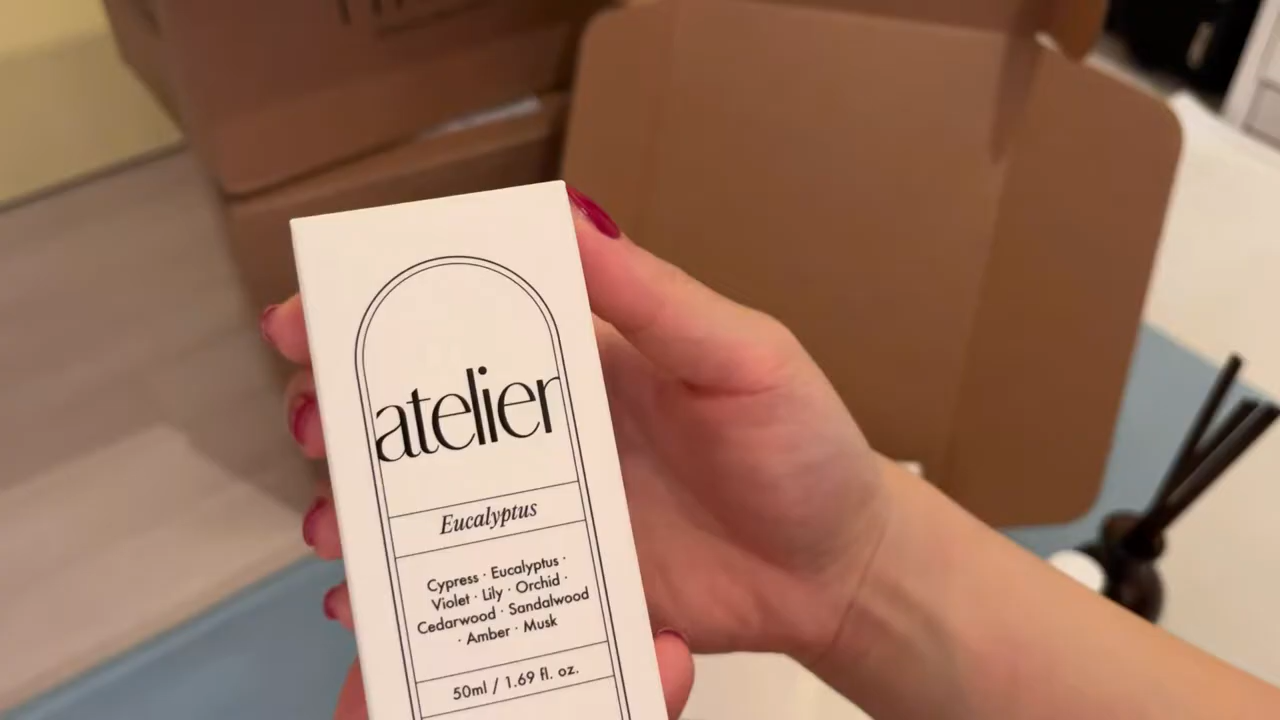 atelier
Eucalyptus
Cypress · Eucalyptus ·
Violet · Lily · Orchid ·
Cedarwood · Sandalwood
· Amber · Musk
50ml / 1.69 fl. oz.